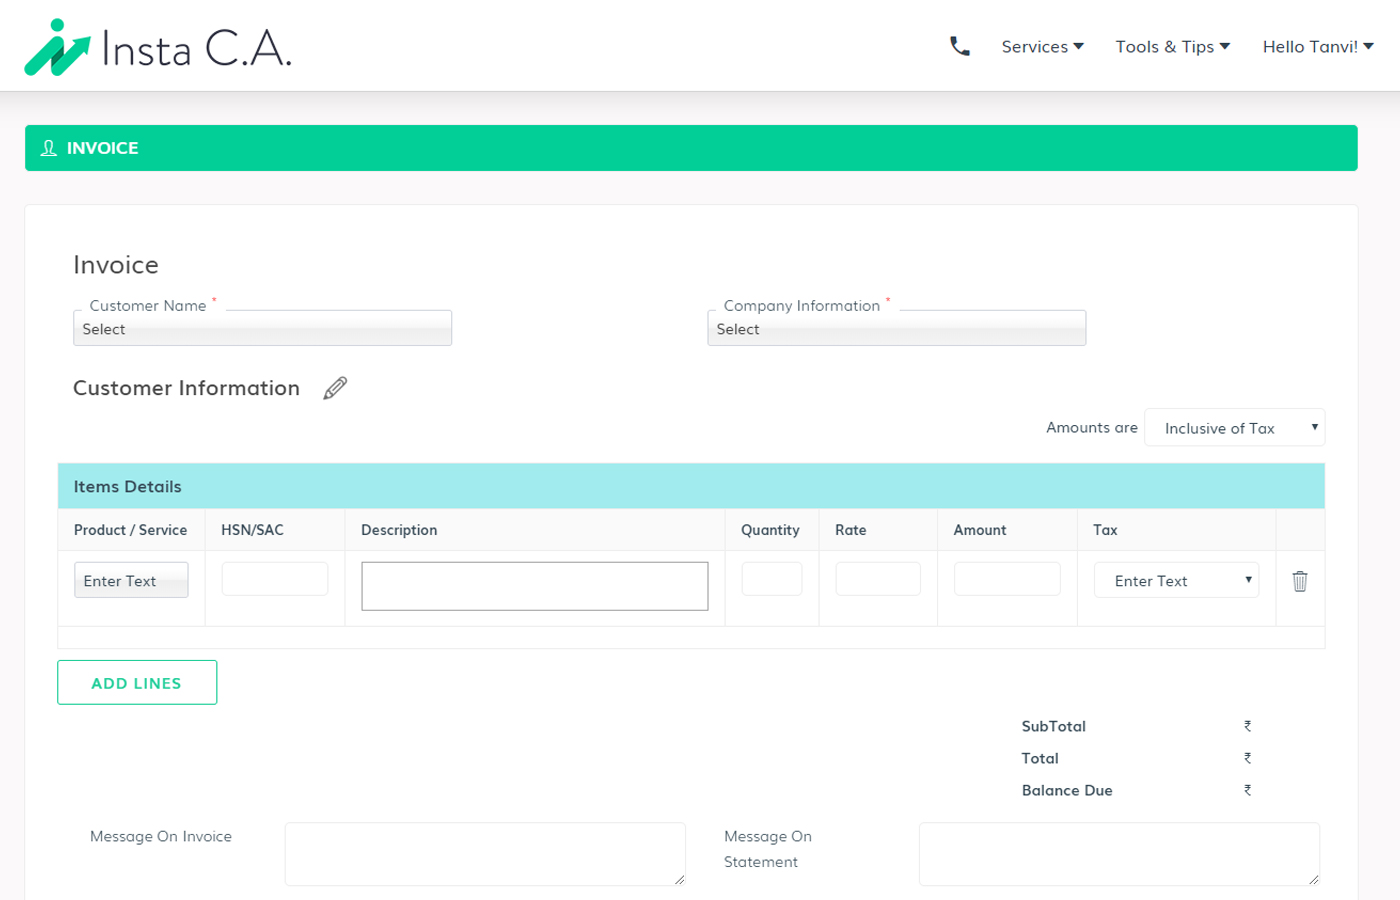 Insta C.A.
Services
Tools & Tips
Hello Tanvi!
INVOICE
Invoice
Customer Name *
Company Information *
Select
Select
Customer Information
Amounts are
Inclusive of Tax
Items Details
Product / Service
HSN/SAC
Description
Quantity
Rate
Amount
Tax
Enter Text
Enter Text
ADD LINES
SubTotal ₹
Total ₹
Balance Due ₹
Message On Invoice
Message On
Statement